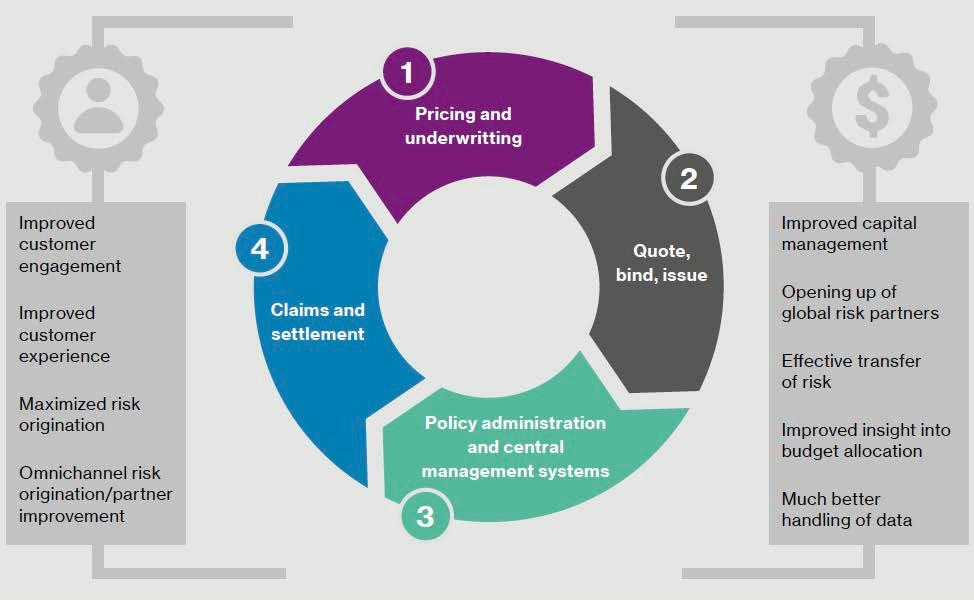 1
Pricing and
underwritting
2
Quote,
bind, issue
3
Policy administration
and central
management systems
4
Claims and
settlement
Improved
customer
engagement
Improved
customer
experience
Maximized risk
origination
Omnichannel risk
origination/partner
improvement
$
Improved capital
management
Opening up of
global risk partners
Effective transfer
of risk
Improved insight into
budget allocation
Much better
handling of data